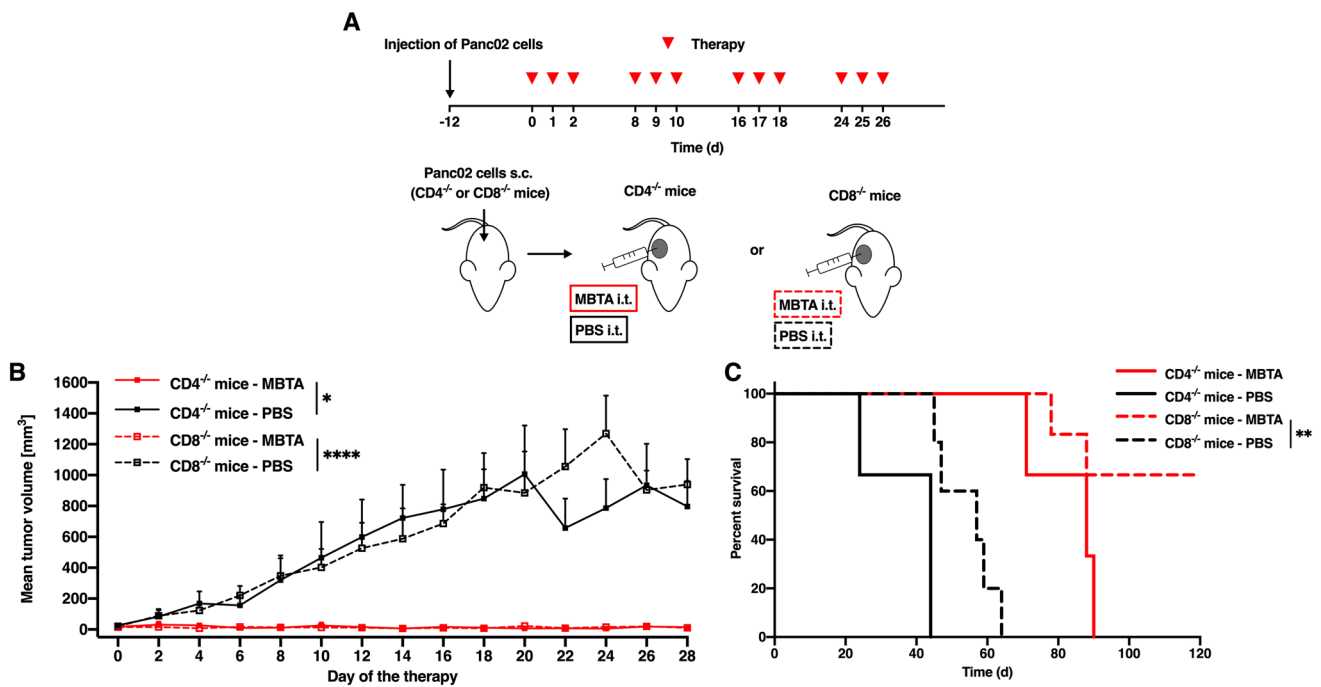 A
Injection of Panc02 cells
Therapy
-12 0 1 2 8 9 10 16 17 18 24 25 26
Time (d)
Panc02 cells s.c.
(CD4-/- or CD8-/- mice)
CD4-/- mice
MBTA i.t.
PBS i.t.
or
CD8-/- mice
MBTA i.t.
PBS i.t.
B
CD4-/- mice - MBTA
CD4-/- mice - PBS
*
CD8-/- mice - MBTA
CD8-/- mice - PBS
****
Mean tumor volume [mm3]
1600
1400
1200
1000
800
600
400
200
0
0 2 4 6 8 10 12 14 16 18 20 22 24 26 28
Day of the therapy
C
CD4-/- mice - MBTA
CD4-/- mice - PBS
CD8-/- mice - MBTA
CD8-/- mice - PBS
**
Percent survival
100
80
60
40
20
0
0 20 40 60 80 100 120
Time (d)